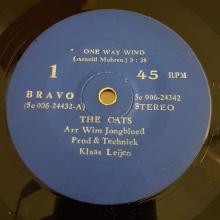 ONE WAY WIND
(Arnold Muhren) 3 : 28
1 45 RPM
BRAVO 5c 006-24342
(5c 006-24432-A) STEREO
THE CATS
Arr Wim Jongbloed
Prod & Techniek
Klaas Leijen